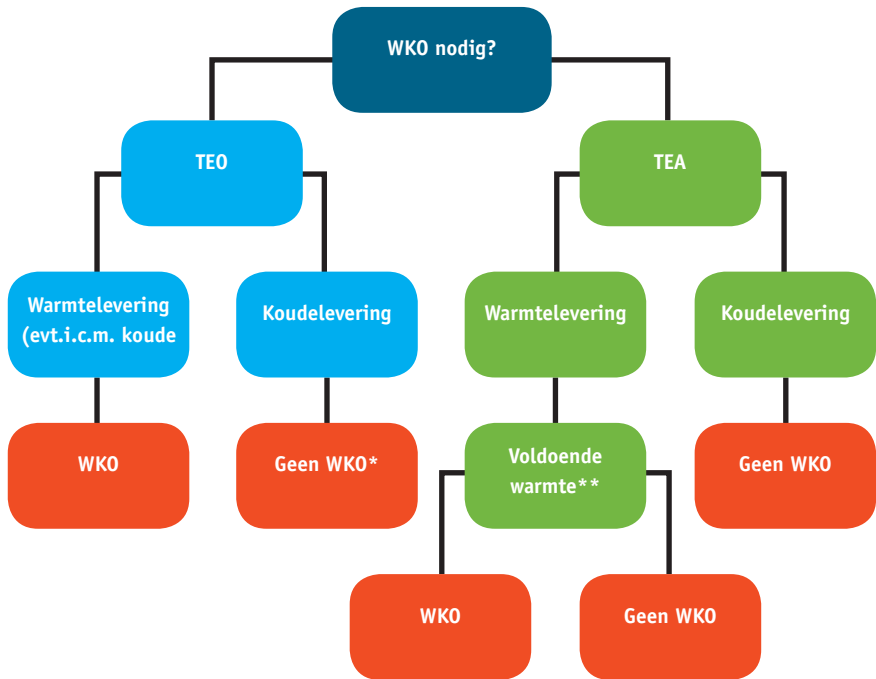 WKO nodig?
TEO
TEA
Warmtelevering
(evt.i.c.m. koude
Koudelevering
Warmtelevering
Koudelevering
WKO
Geen WKO*
Voldoende
warmte**
Geen WKO
WKO
Geen WKO